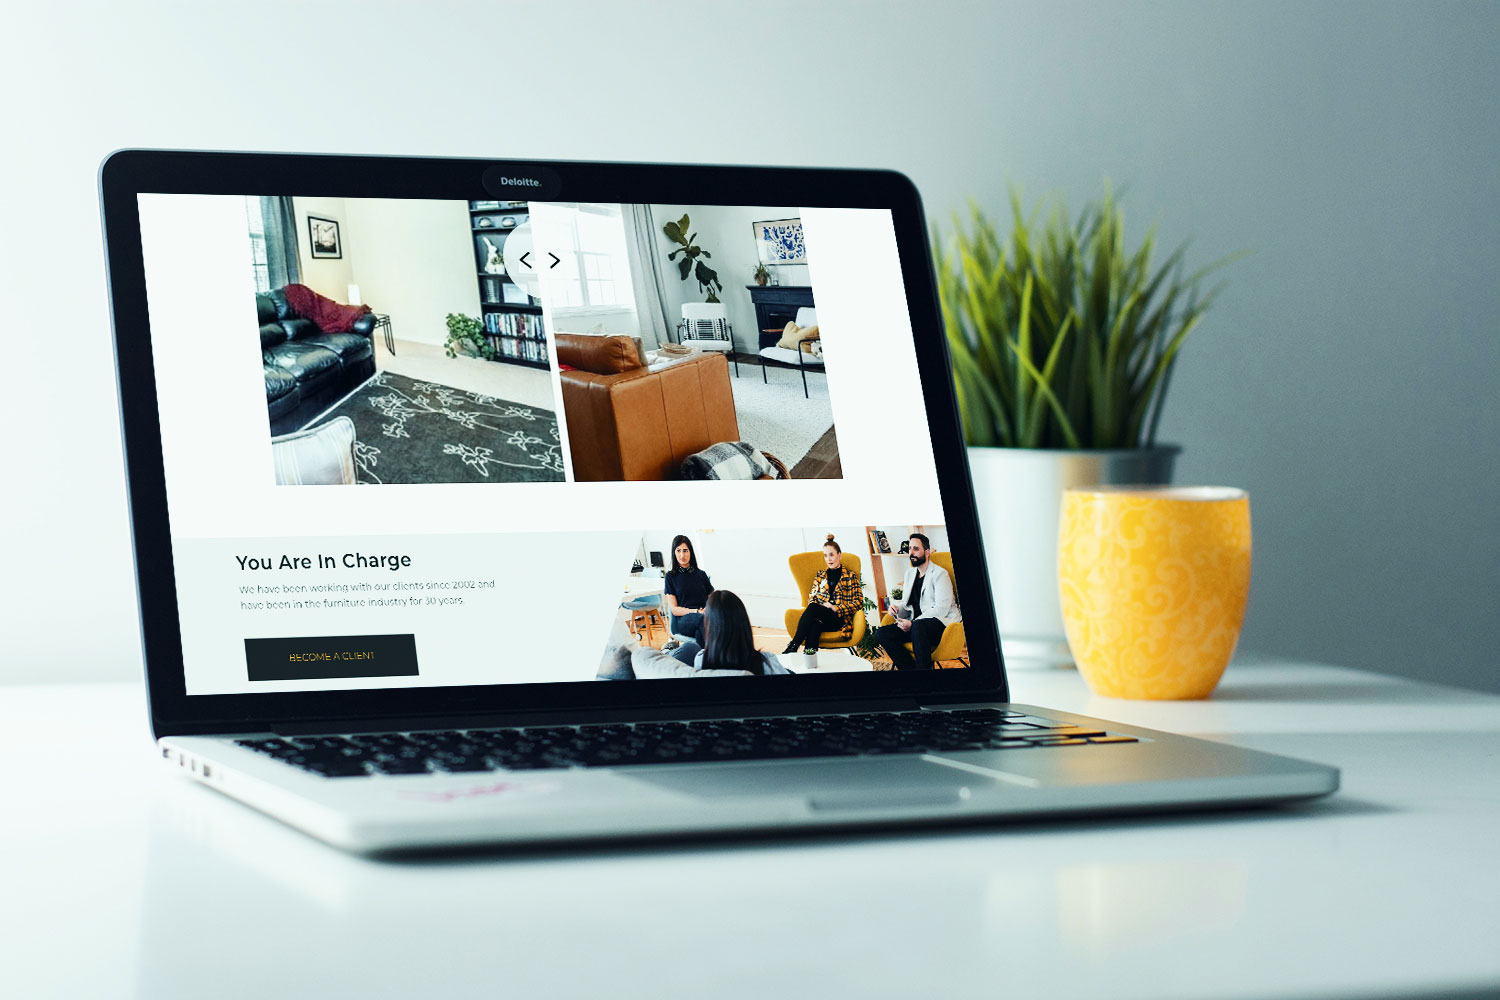 Deloitte.
You Are In Charge
We have been working with our clients since 2002 and
have been in the furniture industry for 30 years.
BECOME A CLIENT